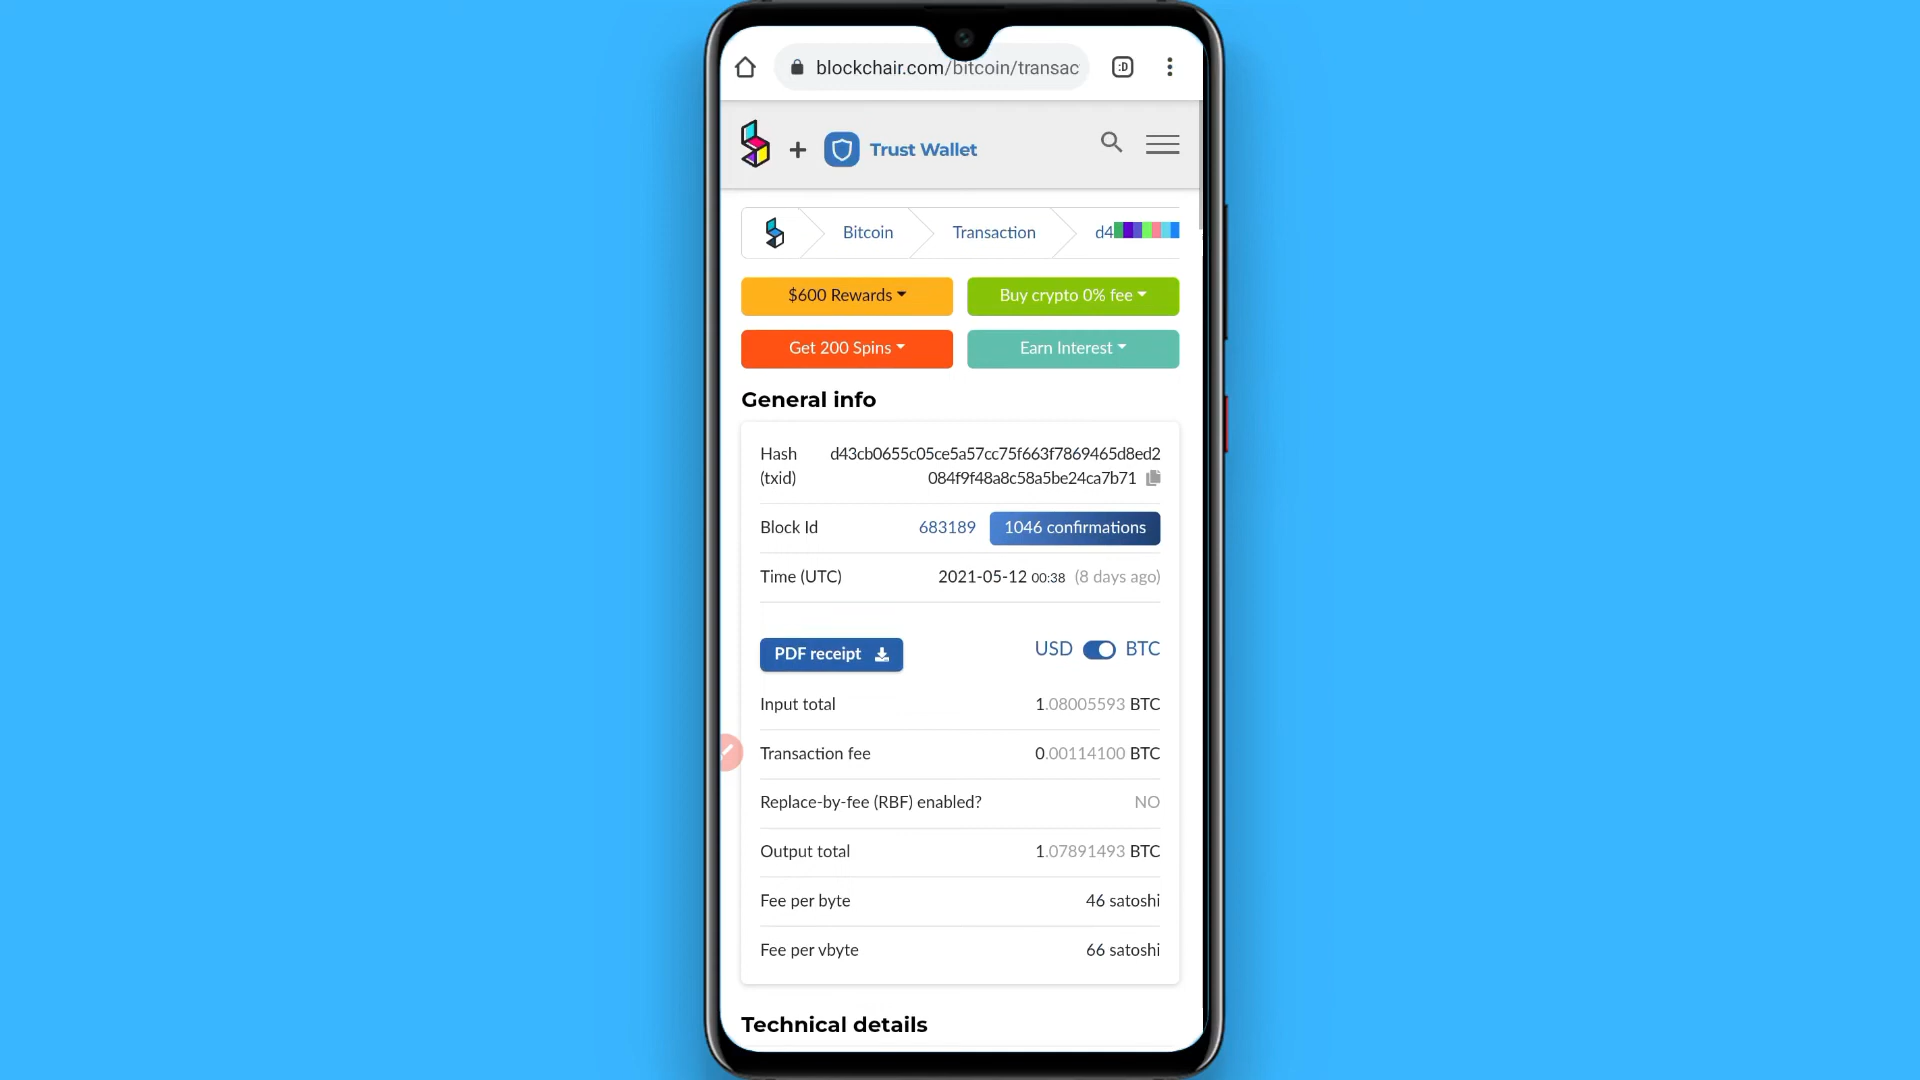 blockchair.com/bitcoin/transac
:D
+ Trust Wallet
Bitcoin Transaction d4
$600 Rewards Buy crypto 0% fee
Get 200 Spins Earn Interest
General info
Hash d43cb0655c05ce5a57cc75f663f7869465d8ed2
(txid) 084f9f48a8c58a5be24ca7b71
Block Id 683189 1046 confirmations
Time (UTC) 2021-05-12 00:38 (8 days ago)
PDF receipt USD BTC
Input total 1.08005593 BTC
Transaction fee 0.00114100 BTC
Replace-by-fee (RBF) enabled? NO
Output total 1.07891493 BTC
Fee per byte 46 satoshi
Fee per vbyte 66 satoshi
Technical details